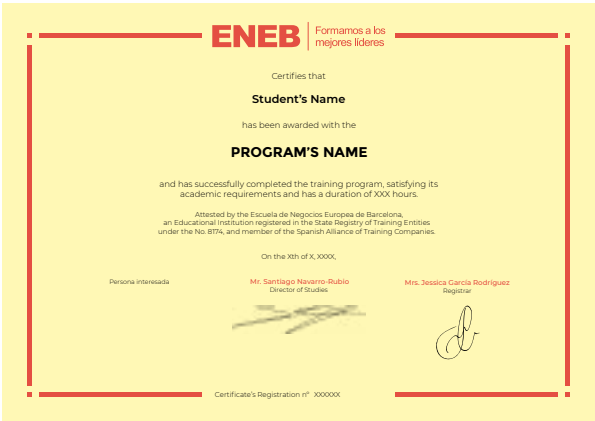 ENEB
Formamos a los
mejores líderes
Certifies that
Student's Name
has been awarded with the
PROGRAM'S NAME
and has successfully completed the training program, satisfying its
academic requirements and has a duration of XXX hours.
Attested by the Escuela de Negocios Europea de Barcelona,
an Educational Institution registered in the State Registry of Training Entities
under the No. 8174, and member of the Spanish Alliance of Training Companies.
On the Xth of X, XXXX,
Persona interesada
Mr. Santiago Navarro-Rubio
Director of Studies
Mrs. Jessica García Rodríguez
Registrar
Certificate's Registration nº XXXXXX